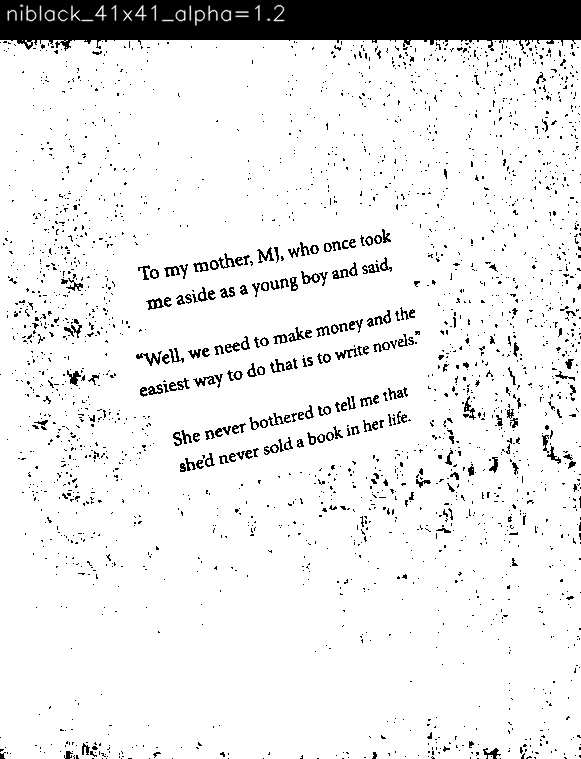 niblack_41x41_alpha=1.2
To my mother, MJ, who once took
me aside as a young boy and said,
“Well, we need to make money and the
easiest way to do that is to write novels.”
She never bothered to tell me that
she’d never sold a book in her life.